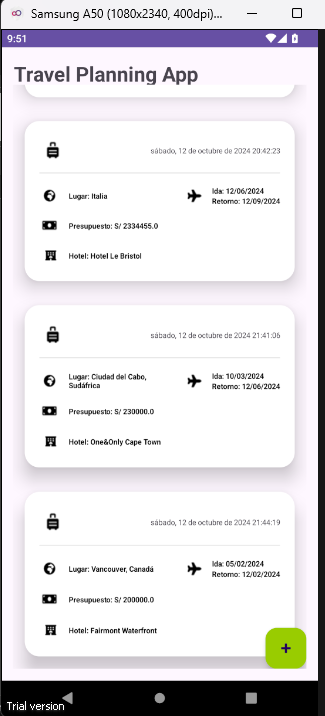 Samsung A50 (1080x2340, 400dpi)...
9:51
Travel Planning App
sábado, 12 de octubre de 2024 20:42:23
Lugar: Italia
Ida: 12/06/2024
Retorno: 12/09/2024
Presupuesto: S/ 2334455.0
Hotel: Hotel Le Bristol
sábado, 12 de octubre de 2024 21:41:06
Lugar: Ciudad del Cabo,
Sudáfrica
Ida: 10/03/2024
Retorno: 12/06/2024
Presupuesto: S/ 230000.0
Hotel: One&Only Cape Town
sábado, 12 de octubre de 2024 21:44:19
Lugar: Vancouver, Canadá
Ida: 05/02/2024
Retorno: 12/02/2024
Presupuesto: S/ 200000.0
Hotel: Fairmont Waterfront
+
Trial version